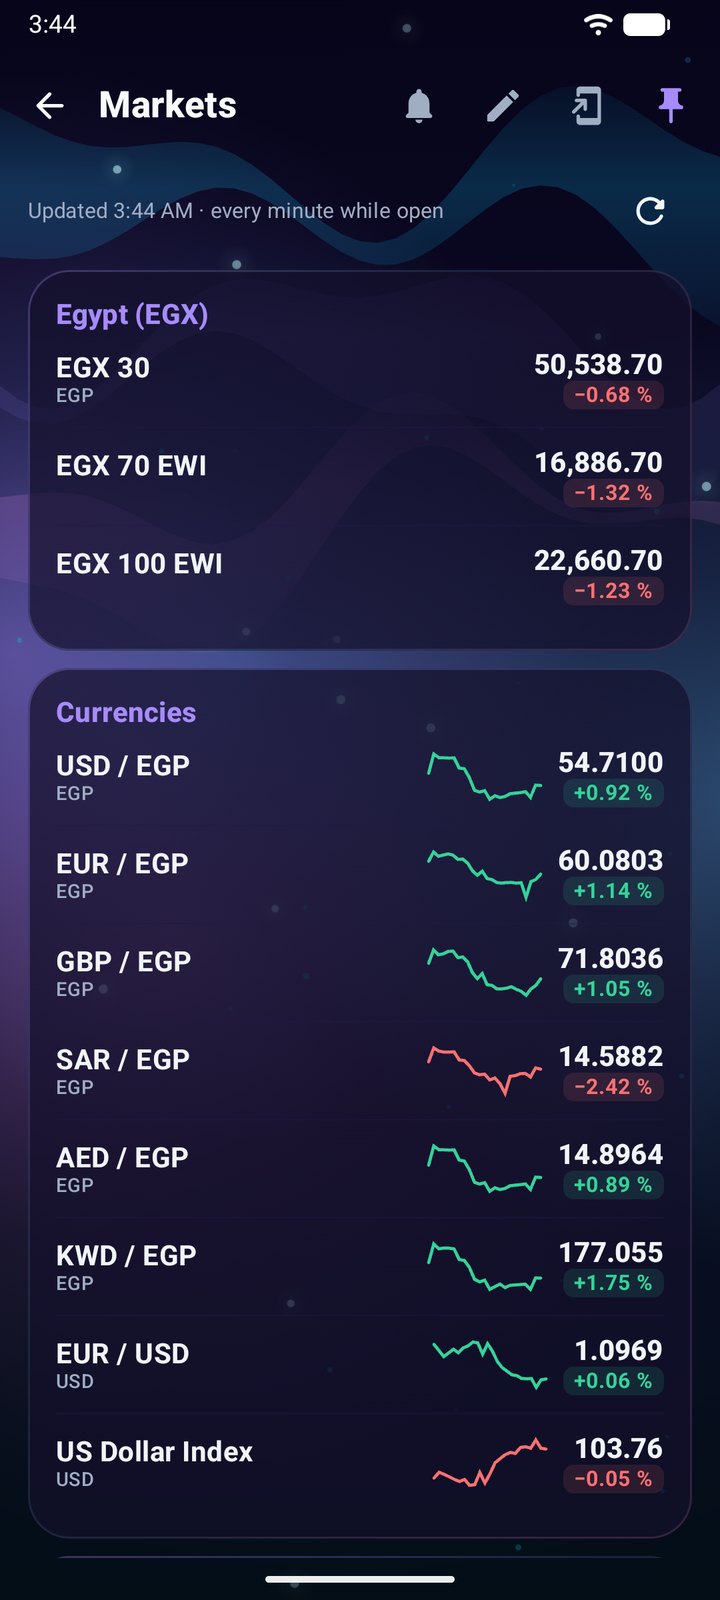 3:44
Markets
Updated 3:44 AM · every minute while open
Egypt (EGX)
EGX 30
50,538.70
EGP
−0.68 %
EGX 70 EWI
16,886.70
−1.32 %
EGX 100 EWI
22,660.70
−1.23 %
Currencies
USD / EGP
54.7100
EGP
+0.92 %
EUR / EGP
60.0803
EGP
+1.14 %
GBP / EGP
71.8036
EGP
+1.05 %
SAR / EGP
14.5882
EGP
−2.42 %
AED / EGP
14.8964
EGP
+0.89 %
KWD / EGP
177.055
EGP
+1.75 %
EUR / USD
1.0969
USD
+0.06 %
US Dollar Index
103.76
USD
−0.05 %